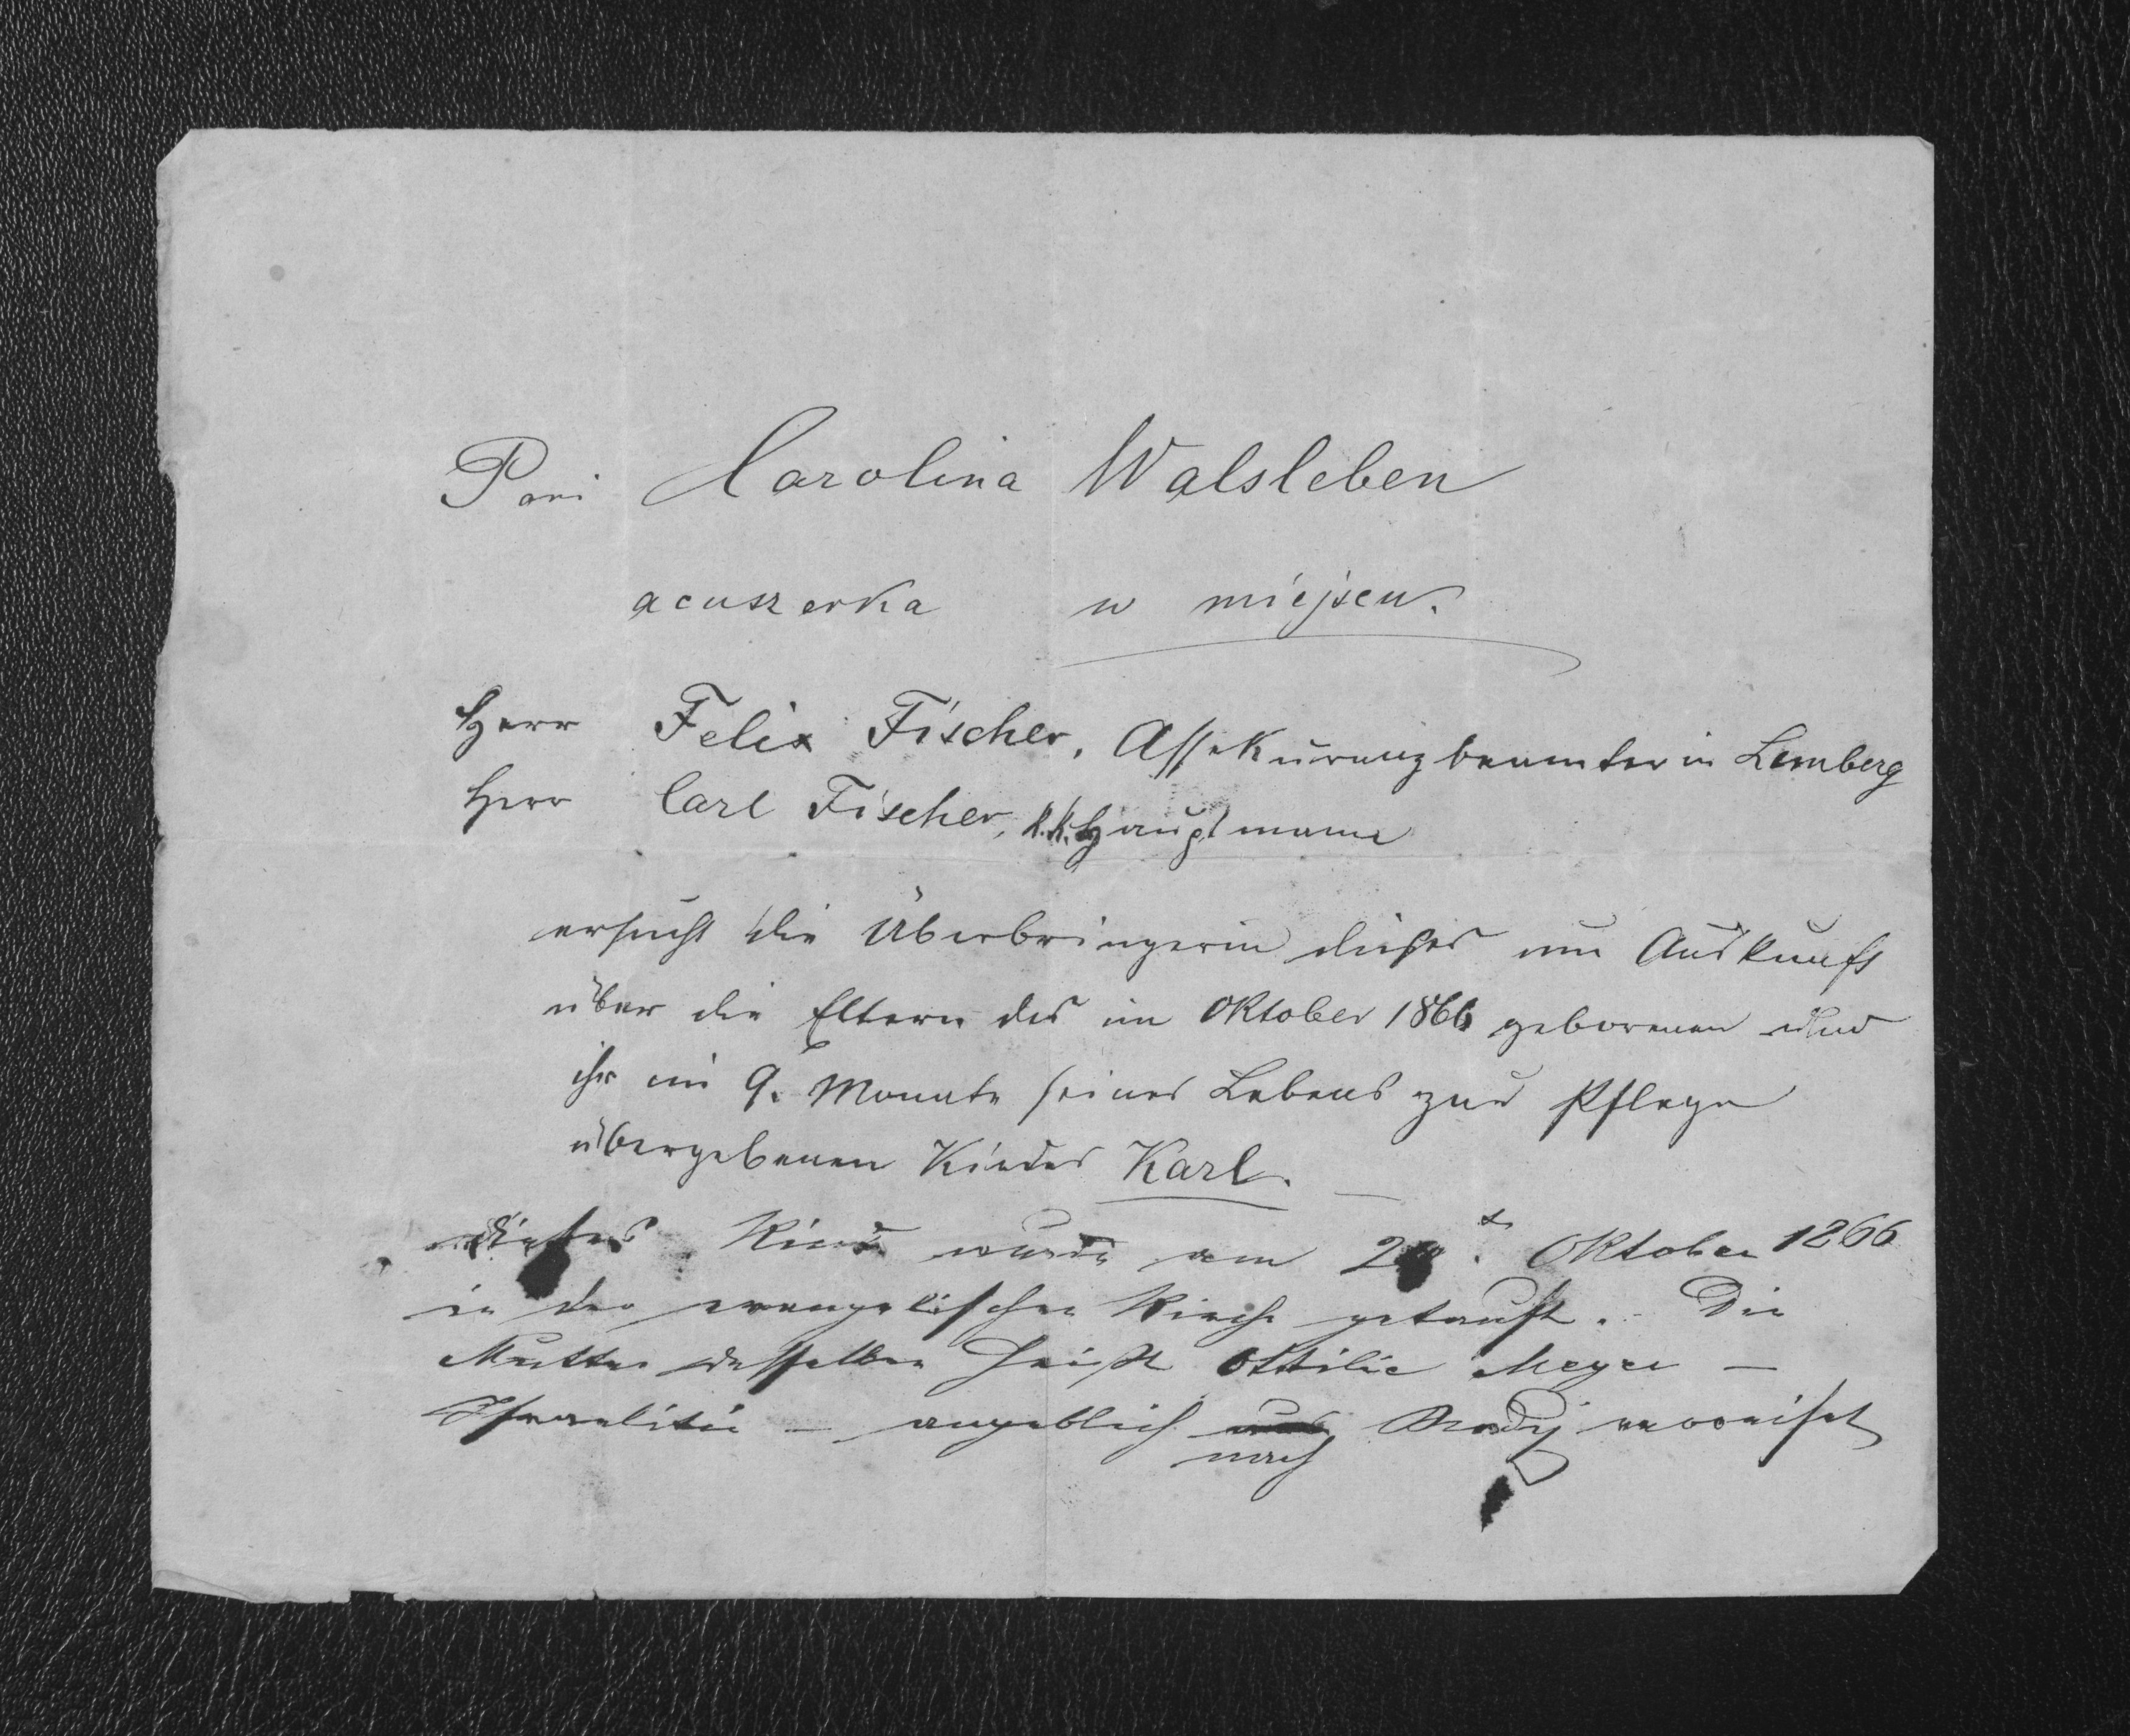 Pani Carolina Walsleben
acuszerka w miejscu.
Herr Felix Fischer, Assekuranzbeamter in Lemberg
Herr Carl Fischer, k.k. Hauptmann
ersucht die Überbringerin dieses um Auskunft
über die Eltern des im Oktober 1866 geborenen und
ihr im 9. Monate seines Lebens zur Pflege
übergebenen Kindes Karl. —
Dieses Kind wurde am Oktober 1866
in der evangelischen Kirche getauft. Die
Mutter desselben heißt Ottilie Meyer —
Israelitin — angeblich nach Brody verreiset